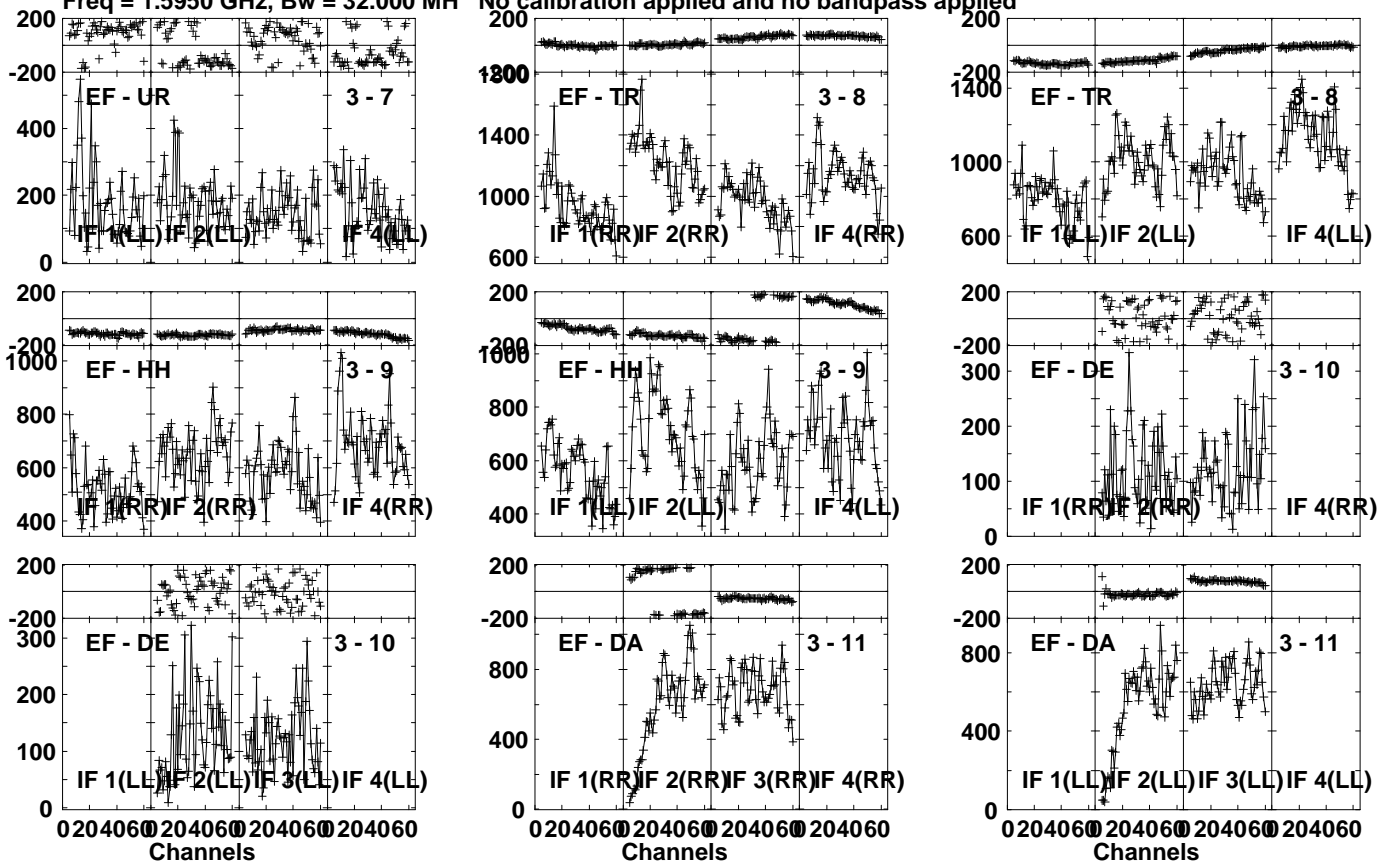 Freq = 1.5950 GHz, Bw = 32.000 MH No calibration applied and no bandpass applied
200
-200
EF - UR 3 - 7
400
200
0
IF 1(LL) IF 2(LL) IF 4(LL)
200
-200
1800
EF - TR 3 - 8
1400
1000
600
IF 1(RR) IF 2(RR) IF 4(RR)
200
-200
1400
EF - TR 3 - 8
1000
600
IF 1(LL) IF 2(LL) IF 4(LL)
200
-200
1000
EF - HH 3 - 9
800
600
400
IF 1(RR) IF 2(RR) IF 4(RR)
200
-200
1000
EF - HH 3 - 9
800
600
400
IF 1(LL) IF 2(LL) IF 4(LL)
200
-200
EF - DE 3 - 10
300
200
100
0
IF 1(RR) IF 2(RR) IF 4(RR)
200
-200
EF - DE 3 - 10
300
200
100
0
IF 1(LL) IF 2(LL) IF 3(LL) IF 4(LL)
0 20 40 60 0 20 40 60 0 20 40 60 0 20 40 60
Channels
200
-200
EF - DA 3 - 11
800
400
0
IF 1(RR) IF 2(RR) IF 3(RR) IF 4(RR)
0 20 40 60 0 20 40 60 0 20 40 60 0 20 40 60
Channels
200
-200
EF - DA 3 - 11
800
400
0
IF 1(LL) IF 2(LL) IF 3(LL) IF 4(LL)
0 20 40 60 0 20 40 60 0 20 40 60 0 20 40 60
Channels